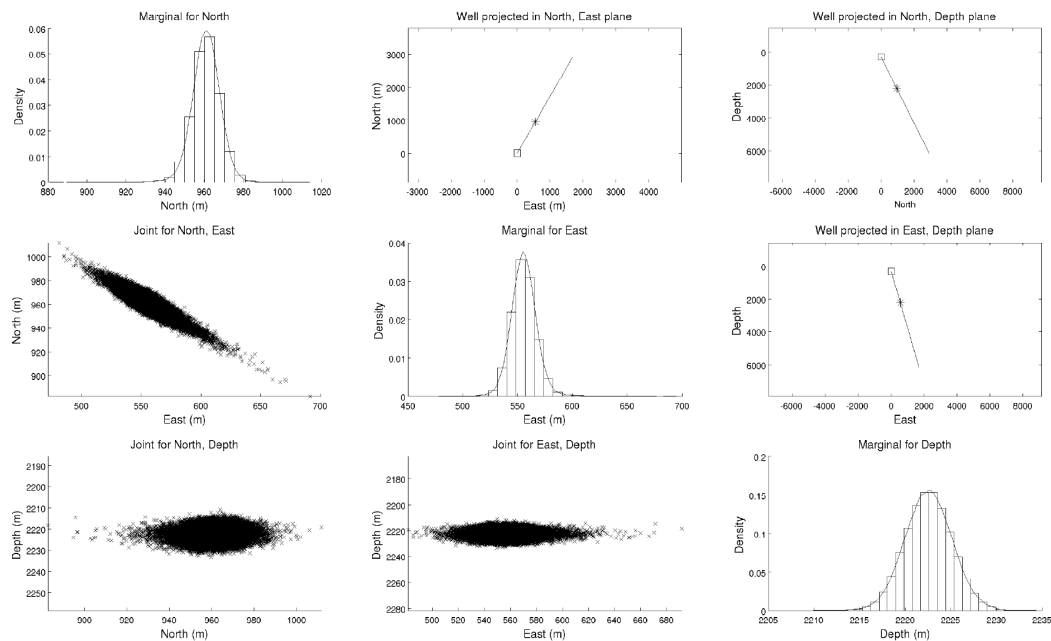 Marginal for North
0.06
0.05
0.04
0.03
0.02
0.01
0
880 900 920 940 960 980 1000 1020
Density
North (m)
Well projected in North, East plane
3000
2000
1000
0
-3000 -2000 -1000 0 1000 2000 3000 4000
North (m)
East (m)
Well projected in North, Depth plane
0
2000
4000
6000
-6000 -4000 -2000 0 2000 4000 6000 8000
Depth
North
Joint for North, East
1000
980
960
940
920
900
500 550 600 650 700
North (m)
East (m)
Marginal for East
0.04
0.03
0.02
0.01
0
450 500 550 600 650 700
Density
East (m)
Well projected in East, Depth plane
0
2000
4000
6000
-6000 -4000 -2000 0 2000 4000 6000 8000
Depth
East
Joint for North, Depth
2190
2200
2210
2220
2230
2240
2250
900 920 940 960 980 1000
Depth (m)
North (m)
Joint for East, Depth
2180
2200
2220
2240
2260
2280
500 520 540 560 580 600 620 640 660 680
Depth (m)
East (m)
Marginal for Depth
0.2
0.15
0.1
0.05
0
2205 2210 2215 2220 2225 2230 2235
Density
Depth (m)